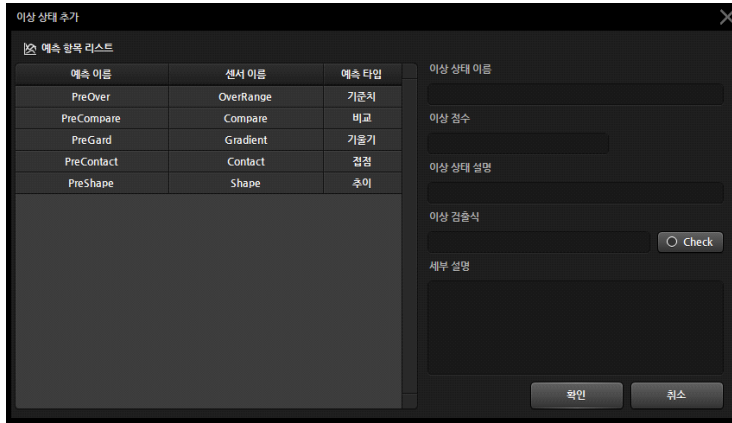 이상 상태 추가
예측 항목 리스트
예측 이름 센서 이름 예측 타입
PreOver OverRange 기준치
PreCompare Compare 비교
PreGard Gradient 기울기
PreContact Contact 접점
PreShape Shape 추이
이상 상태 이름
이상 점수
이상 상태 설명
이상 검출식
Check
세부 설명
확인 취소